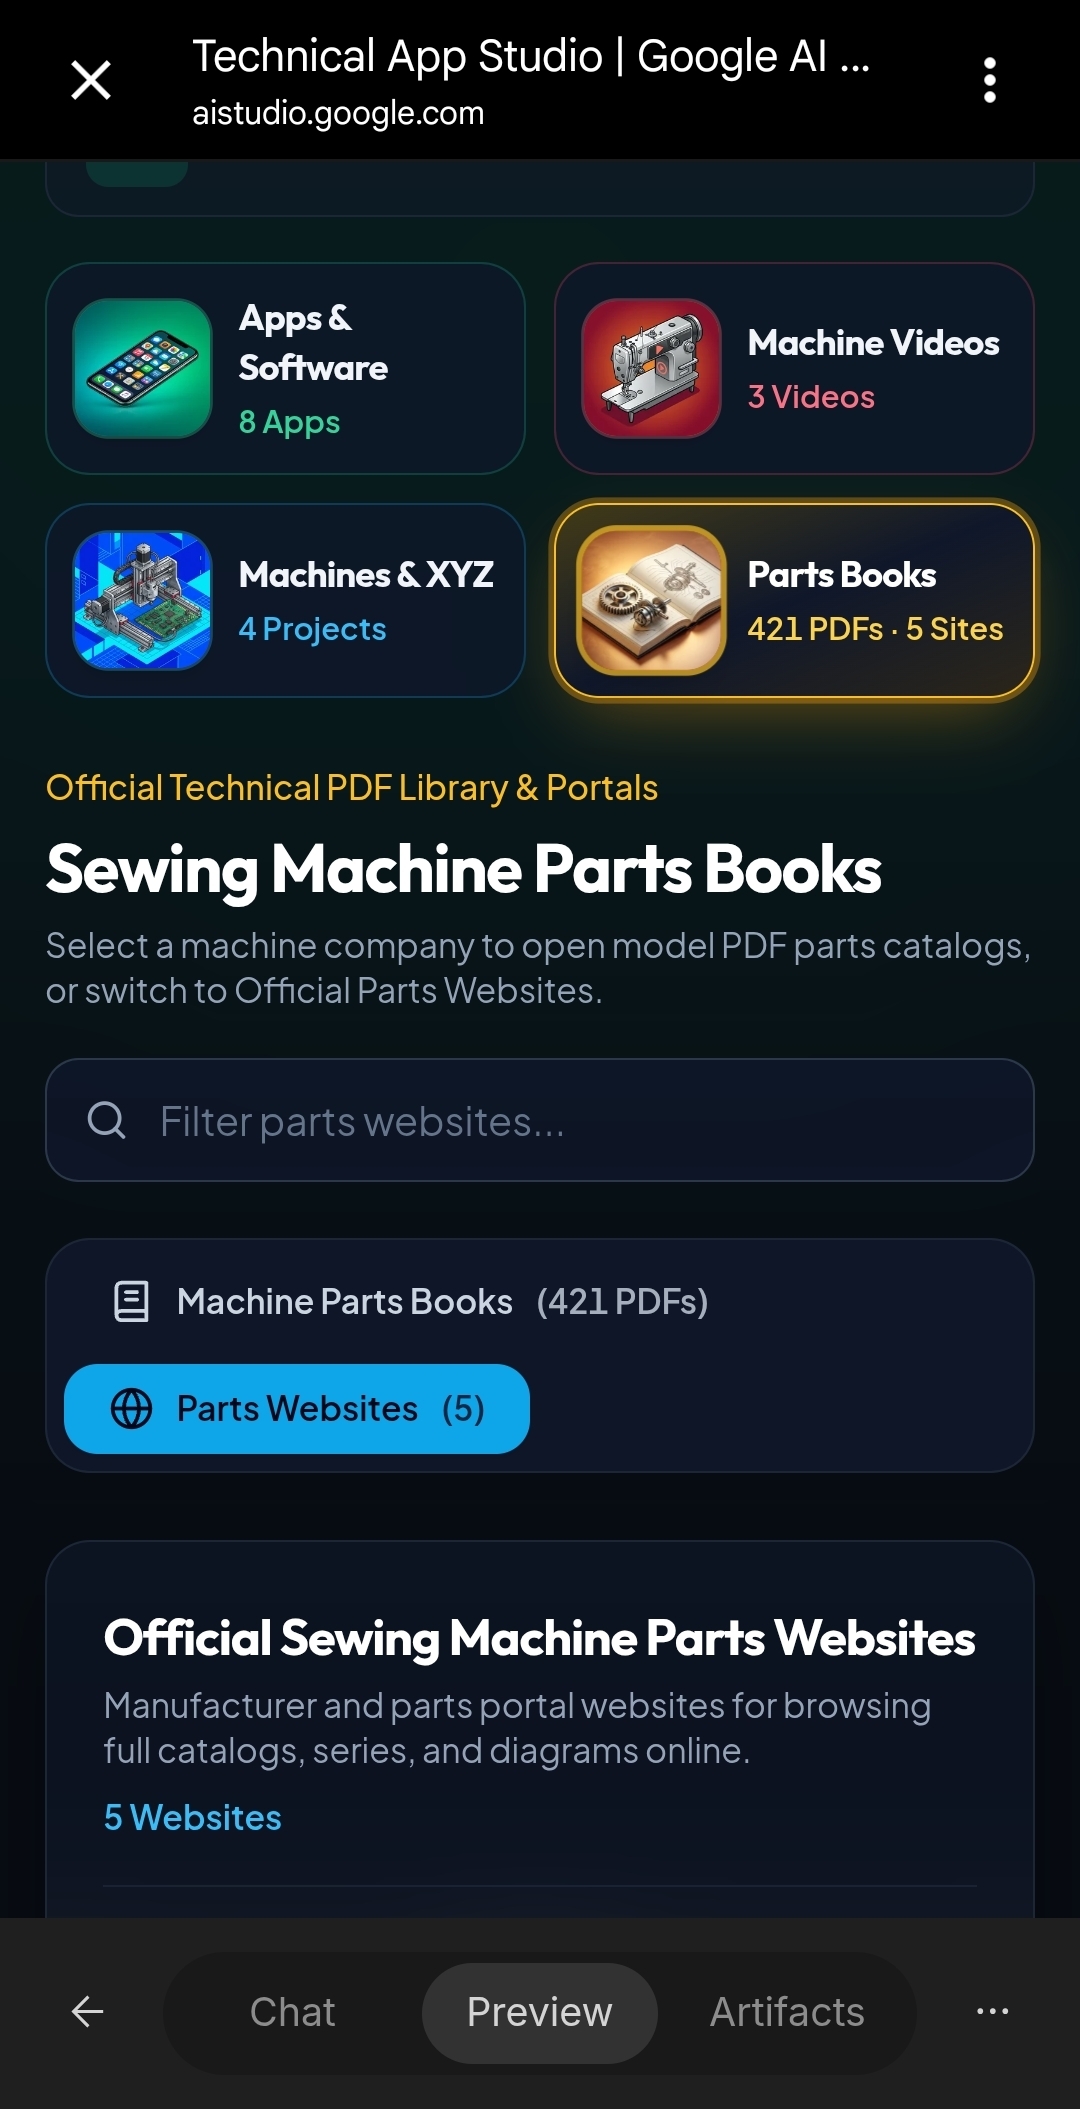 Technical App Studio | Google AI ...
aistudio.google.com
Apps &
Software
8 Apps
Machine Videos
3 Videos
Machines & XYZ
4 Projects
Parts Books
421 PDFs · 5 Sites
Official Technical PDF Library & Portals
Sewing Machine Parts Books
Select a machine company to open model PDF parts catalogs,
or switch to Official Parts Websites.
Filter parts websites...
Machine Parts Books (421 PDFs)
Parts Websites (5)
Official Sewing Machine Parts Websites
Manufacturer and parts portal websites for browsing
full catalogs, series, and diagrams online.
5 Websites
Chat
Preview
Artifacts